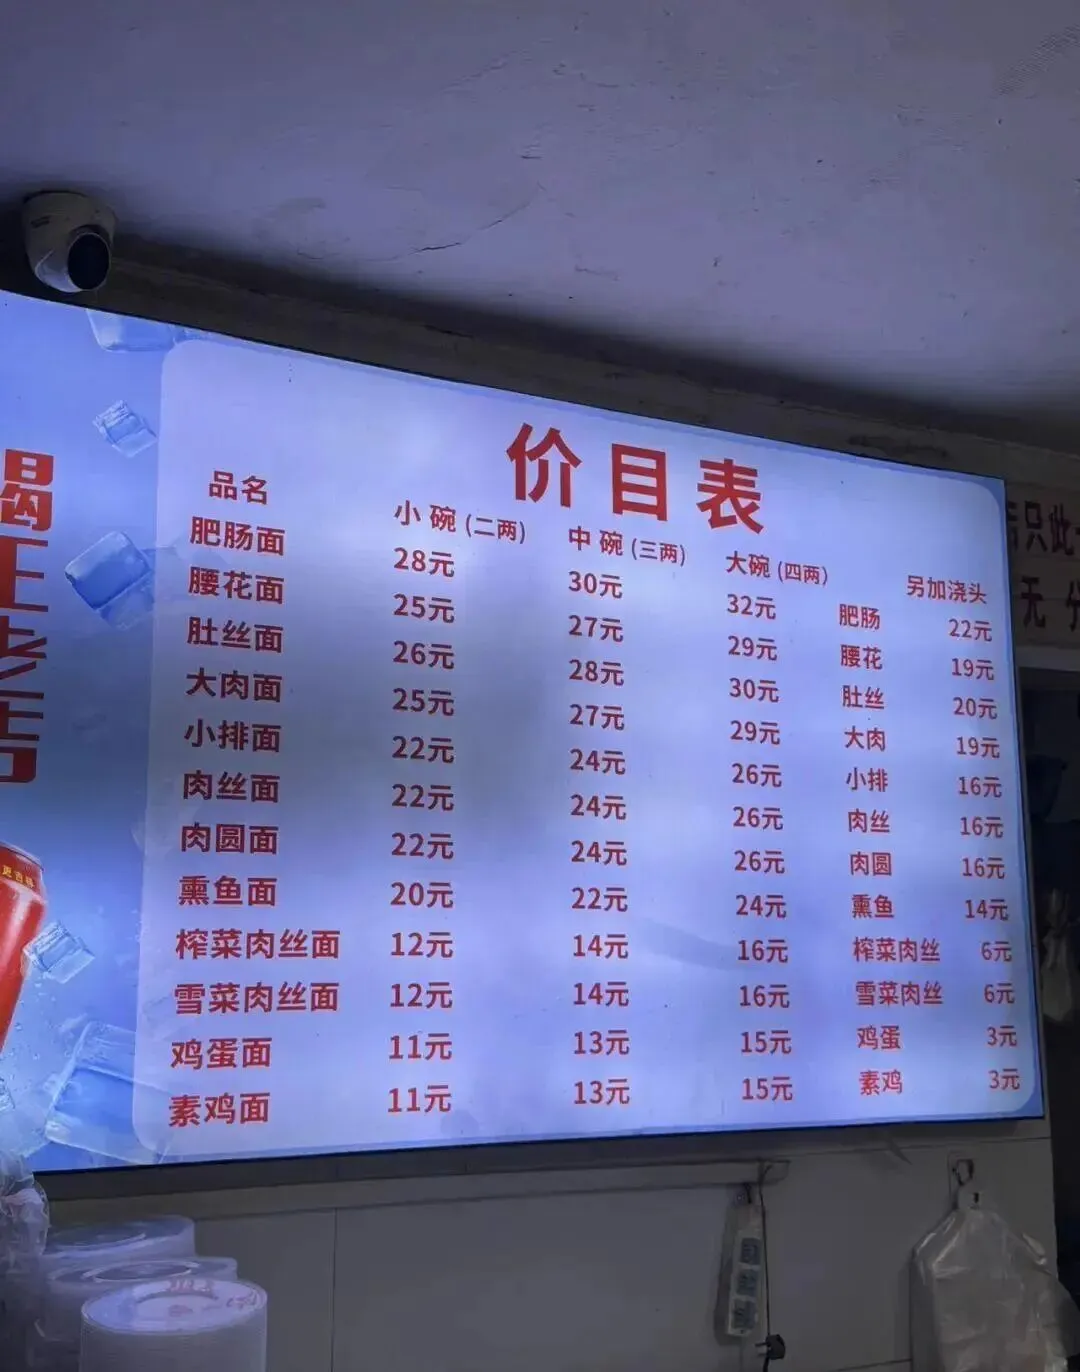 价目表
品名 小碗(二两) 中碗(三两) 大碗(四两) 另加浇头
肥肠面 28元 30元 32元 肥肠 22元
腰花面 25元 27元 29元 腰花 19元
肚丝面 26元 28元 30元 肚丝 20元
大肉面 25元 27元 29元 大肉 19元
小排面 22元 24元 26元 小排 16元
肉丝面 22元 24元 26元 肉丝 16元
肉圆面 22元 24元 26元 肉圆 16元
熏鱼面 20元 22元 24元 熏鱼 14元
榨菜肉丝面 12元 14元 16元 榨菜肉丝 6元
雪菜肉丝面 12元 14元 16元 雪菜肉丝 6元
鸡蛋面 11元 13元 15元 鸡蛋 3元
素鸡面 11元 13元 15元 素鸡 3元
只此
无分